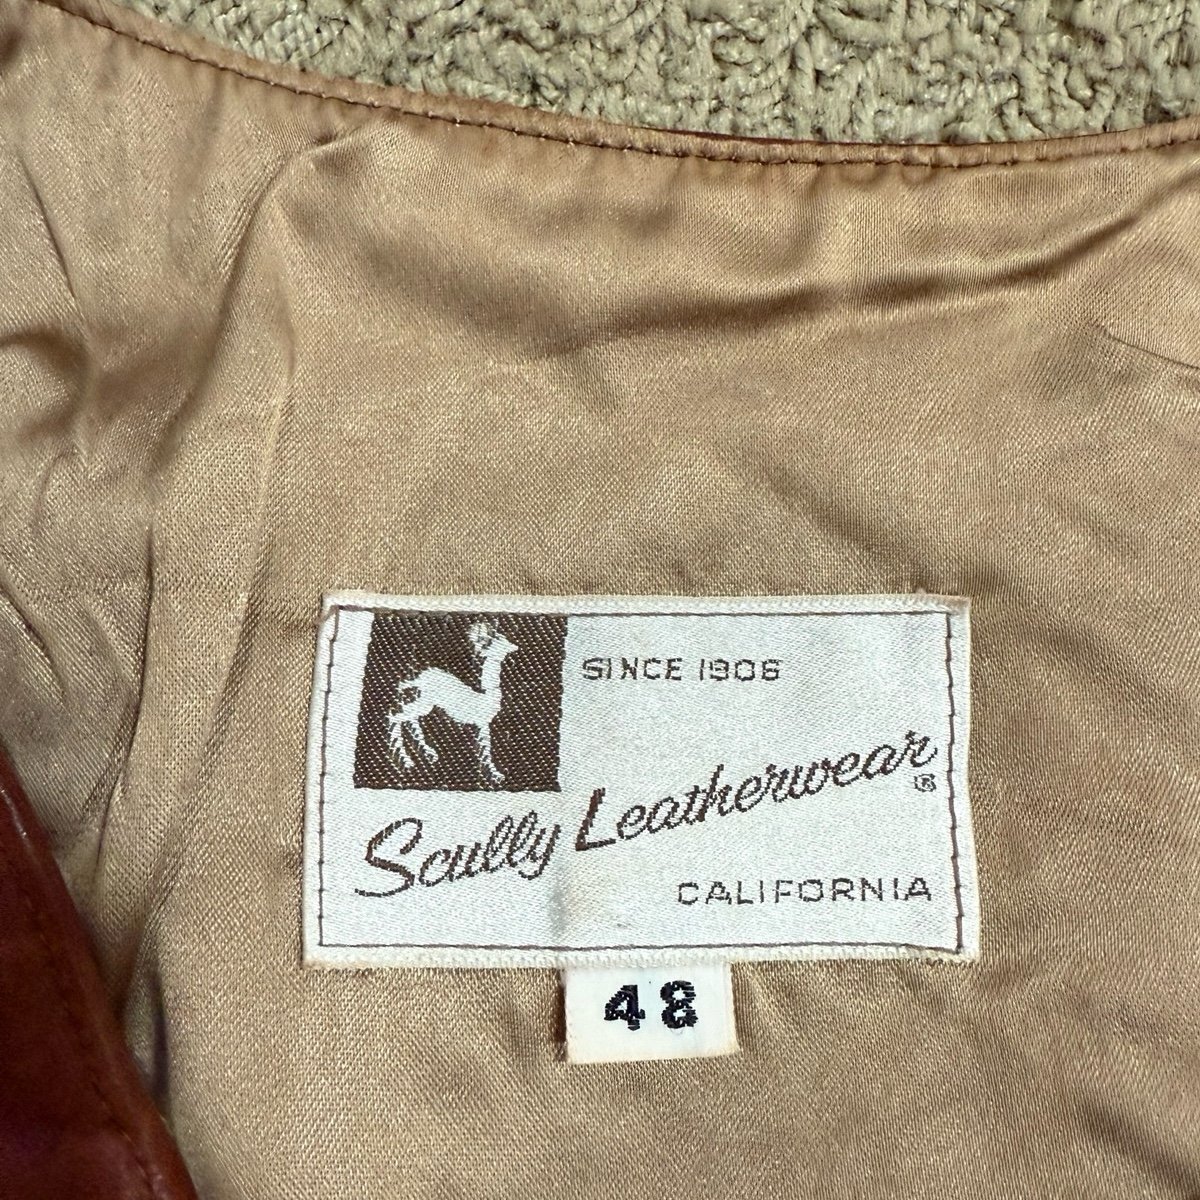 SINCE 1906
Scully Leatherwear®
CALIFORNIA
48